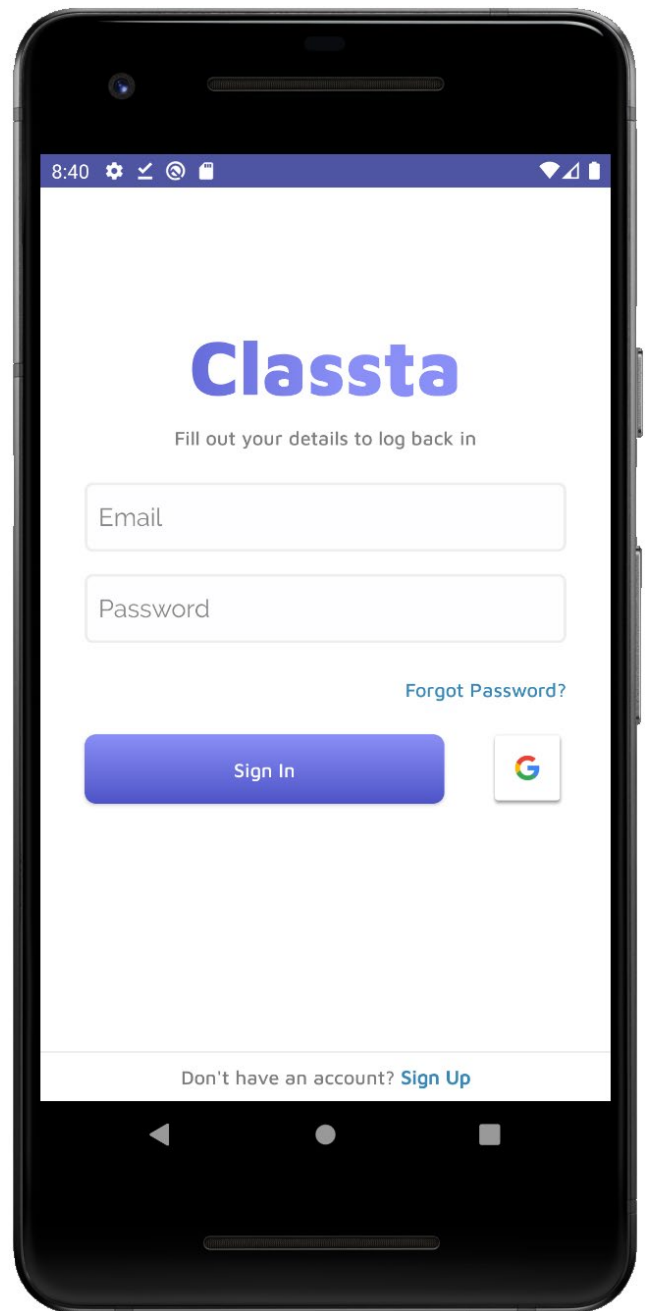 8:40
Classta
Fill out your details to log back in
Email
Password
Forgot Password?
Sign In
G
Don't have an account? Sign Up